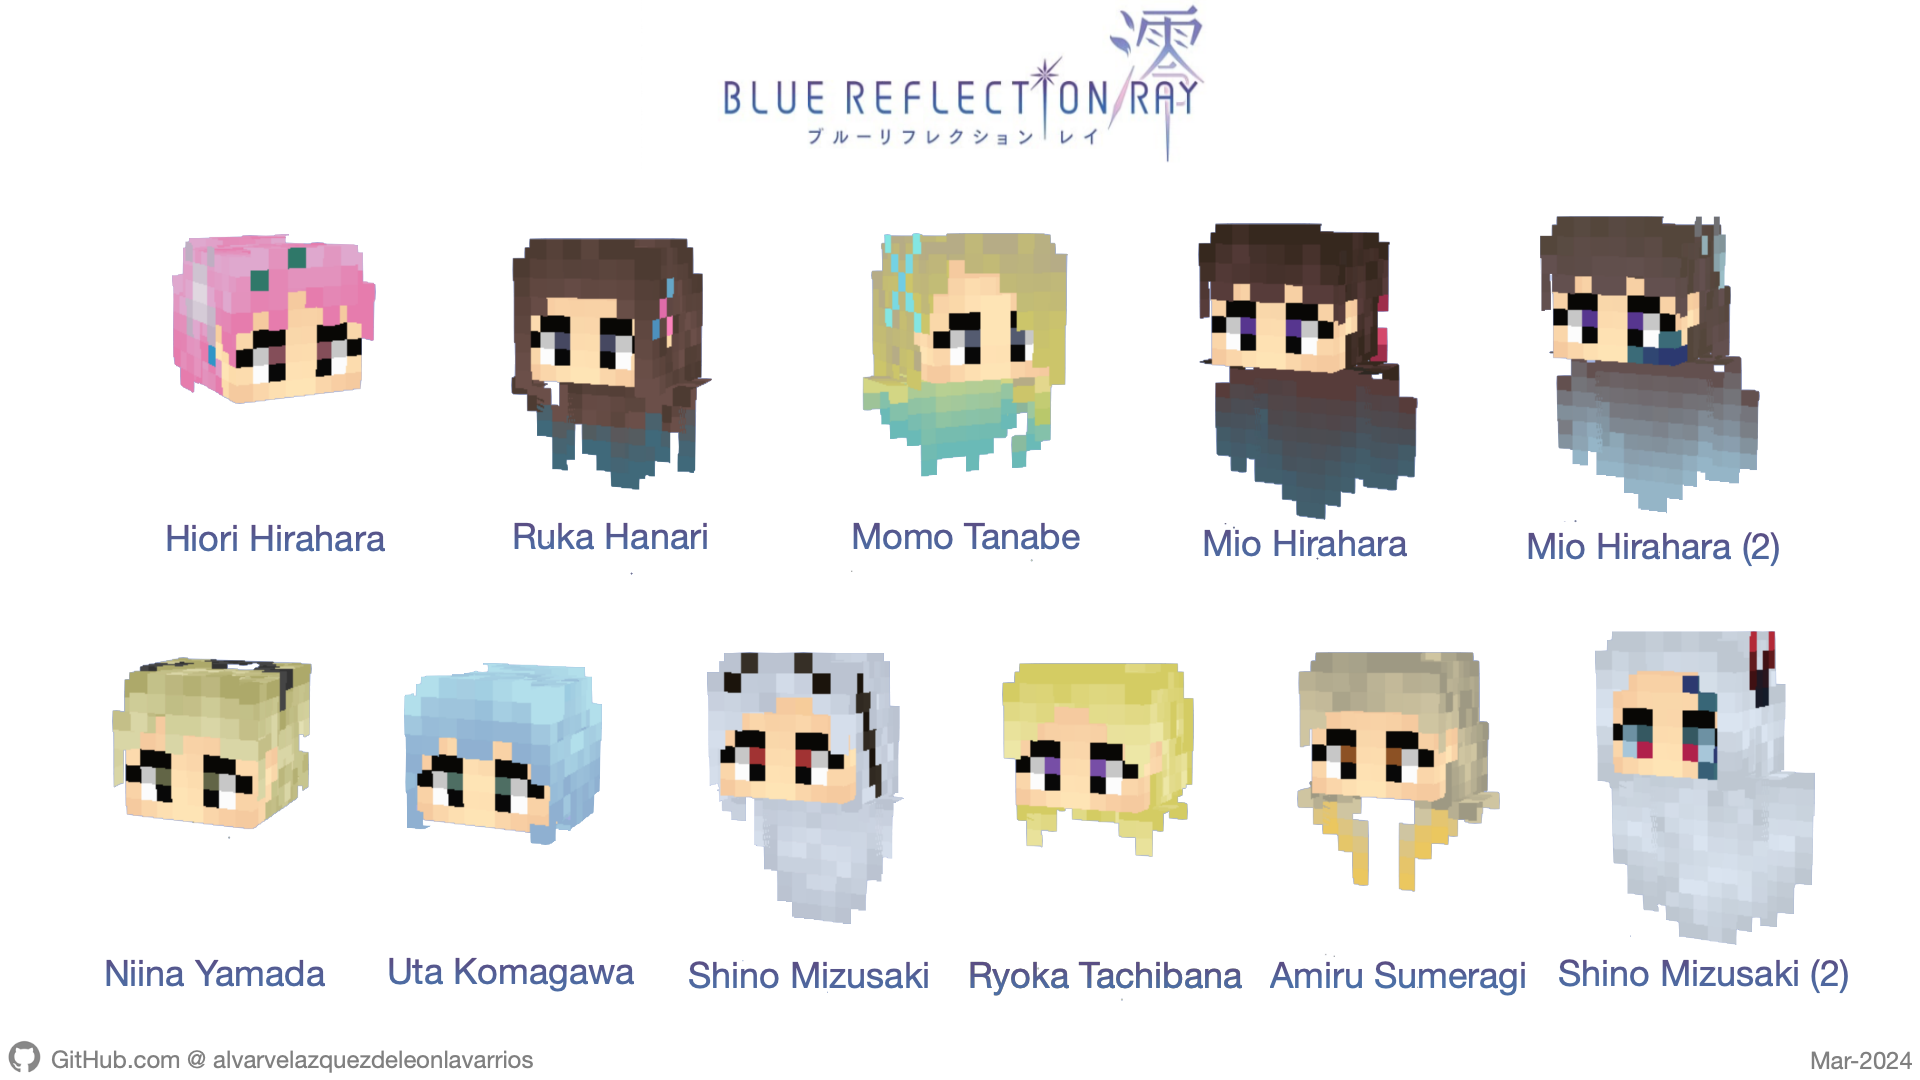 澪
BLUE REFLECTION RAY
ブルーリフレクション レイ
Hiori Hirahara
Ruka Hanari
Momo Tanabe
Mio Hirahara
Mio Hirahara (2)
Niina Yamada
Uta Komagawa
Shino Mizusaki
Ryoka Tachibana
Amiru Sumeragi
Shino Mizusaki (2)
GitHub.com @ alvarvelazquezdeleonlavarrios
Mar-2024